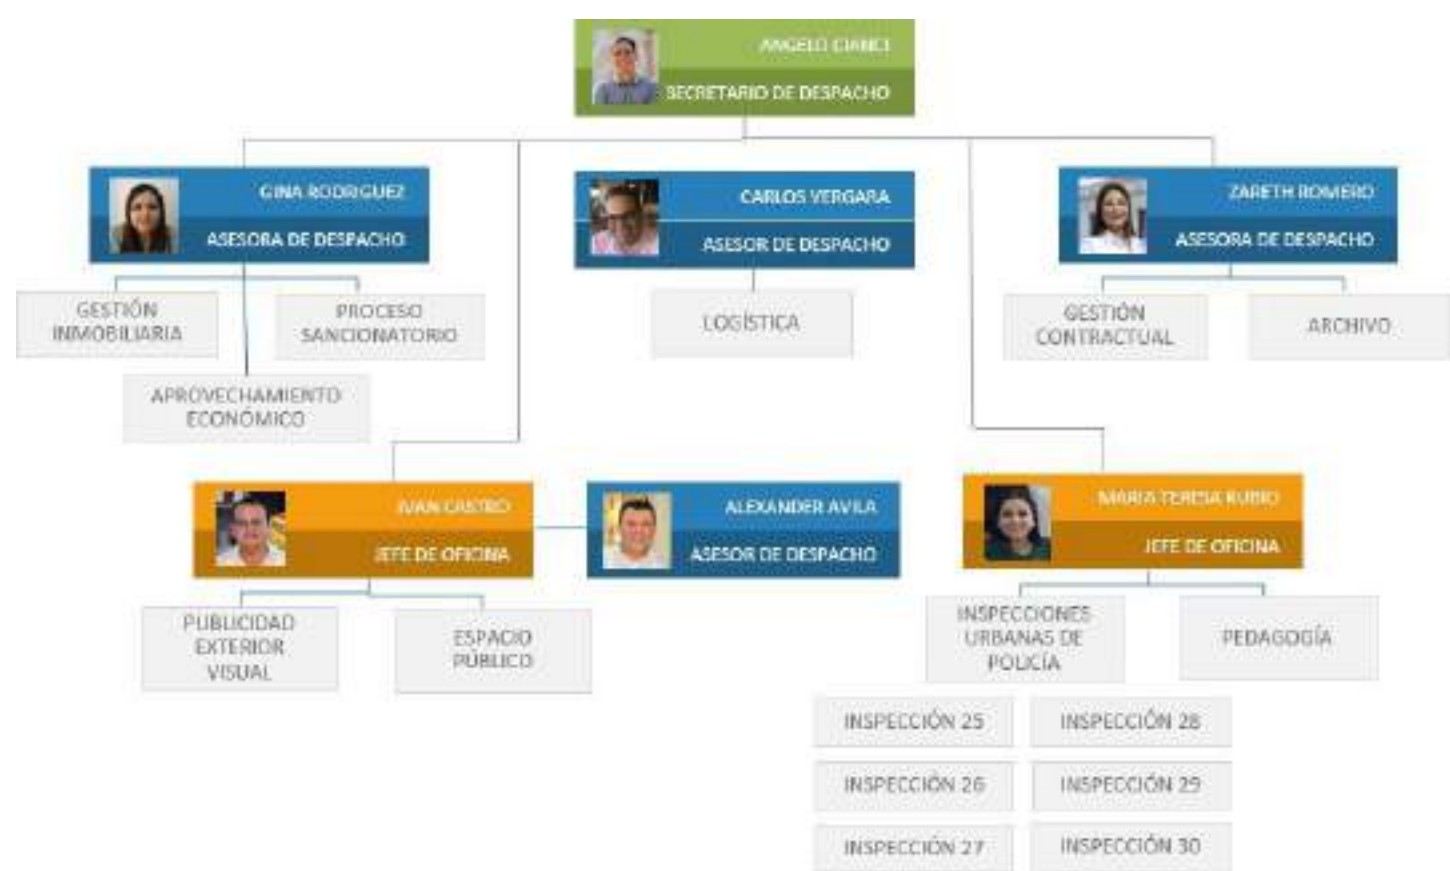 ANGELO CIANCI
SECRETARIO DE DESPACHO
GINA RODRIGUEZ
ASESORA DE DESPACHO
CARLOS VERGARA
ASESOR DE DESPACHO
ZARETH ROMERO
ASESORA DE DESPACHO
GESTIÓN
INMOBILIARIA
PROCESO
SANCIONATORIO
APROVECHAMIENTO
ECONÓMICO
LOGÍSTICA
GESTIÓN
CONTRACTUAL
ARCHIVO
IVAN CASTRO
JEFE DE OFICINA
ALEXANDER AVILA
ASESOR DE DESPACHO
MARIA TERESA RUBIO
JEFE DE OFICINA
PUBLICIDAD
EXTERIOR
VISUAL
ESPACIO
PÚBLICO
INSPECCIONES
URBANAS DE
POLICÍA
PEDAGOGÍA
INSPECCIÓN 25
INSPECCIÓN 28
INSPECCIÓN 26
INSPECCIÓN 29
INSPECCIÓN 27
INSPECCIÓN 30